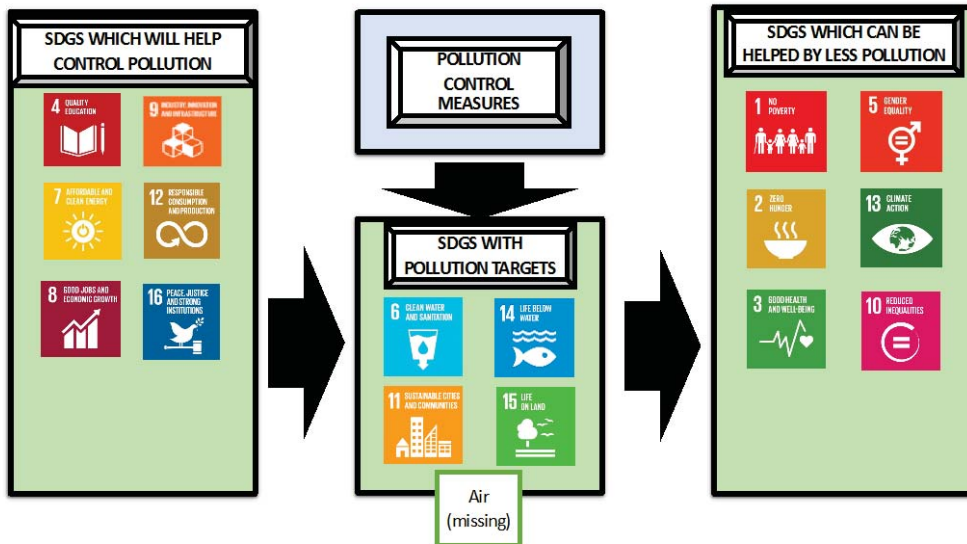 SDGS WHICH WILL HELP
CONTROL POLLUTION
4 QUALITY
EDUCATION
9 INDUSTRY, INNOVATION
AND INFRASTRUCTURE
7 AFFORDABLE AND
CLEAN ENERGY
12 RESPONSIBLE
CONSUMPTION
AND PRODUCTION
8 GOOD JOBS AND
ECONOMIC GROWTH
16 PEACE, JUSTICE
AND STRONG
INSTITUTIONS
POLLUTION
CONTROL
MEASURES
SDGS WITH
POLLUTION TARGETS
6 CLEAN WATER
AND SANITATION
14 LIFE BELOW
WATER
11 SUSTAINABLE CITIES
AND COMMUNITIES
15 LIFE
ON LAND
Air
(missing)
SDGS WHICH CAN BE
HELPED BY LESS POLLUTION
1 NO
POVERTY
5 GENDER
EQUALITY
2 ZERO
HUNGER
13 CLIMATE
ACTION
3 GOOD HEALTH
AND WELL-BEING
10 REDUCED
INEQUALITIES